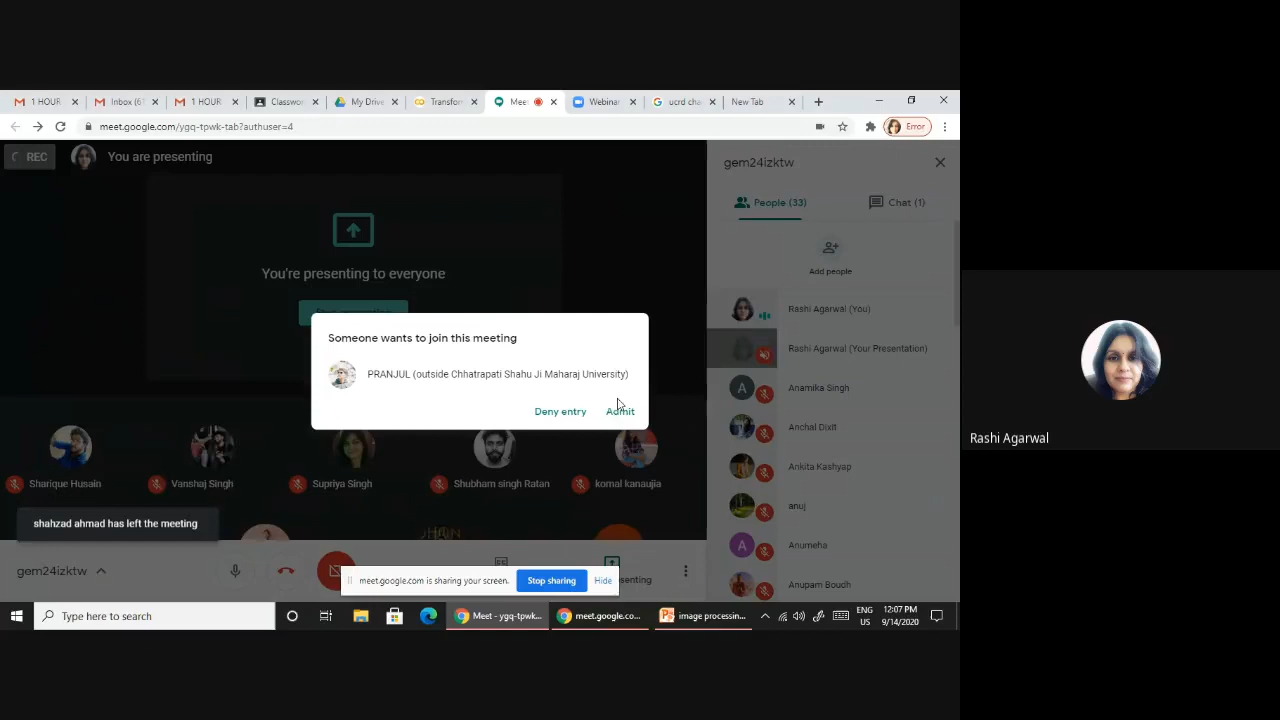 1 HOUR
Inbox (6
1 HOUR
Classwor
My Drive
Transfor
Meet
Webinar
ucrd cha
New Tab
meet.google.com/ygq-tpwk-tab?authuser=4
Error
REC
You are presenting
gem24izktw
People (33)
Chat (1)
You're presenting to everyone
Add people
Someone wants to join this meeting
PRANJUL (outside Chhatrapati Shahu Ji Maharaj University)
Deny entry
Admit
Rashi Agarwal (You)
Rashi Agarwal (Your Presentation)
Anamika Singh
Anchal Dixit
Ankita Kashyap
anuj
Anumeha
Anupam Boudh
Sharique Husain
Vanshaj Singh
Supriya Singh
Shubham singh Ratan
komal kanaujia
shahzad ahmad has left the meeting
gem24izktw
meet.google.com is sharing your screen.
Stop sharing
Hide
Type here to search
Meet - ygq-tpwk...
meet.google.co...
image processin...
ENG
US
12:07 PM
9/14/2020
Rashi Agarwal